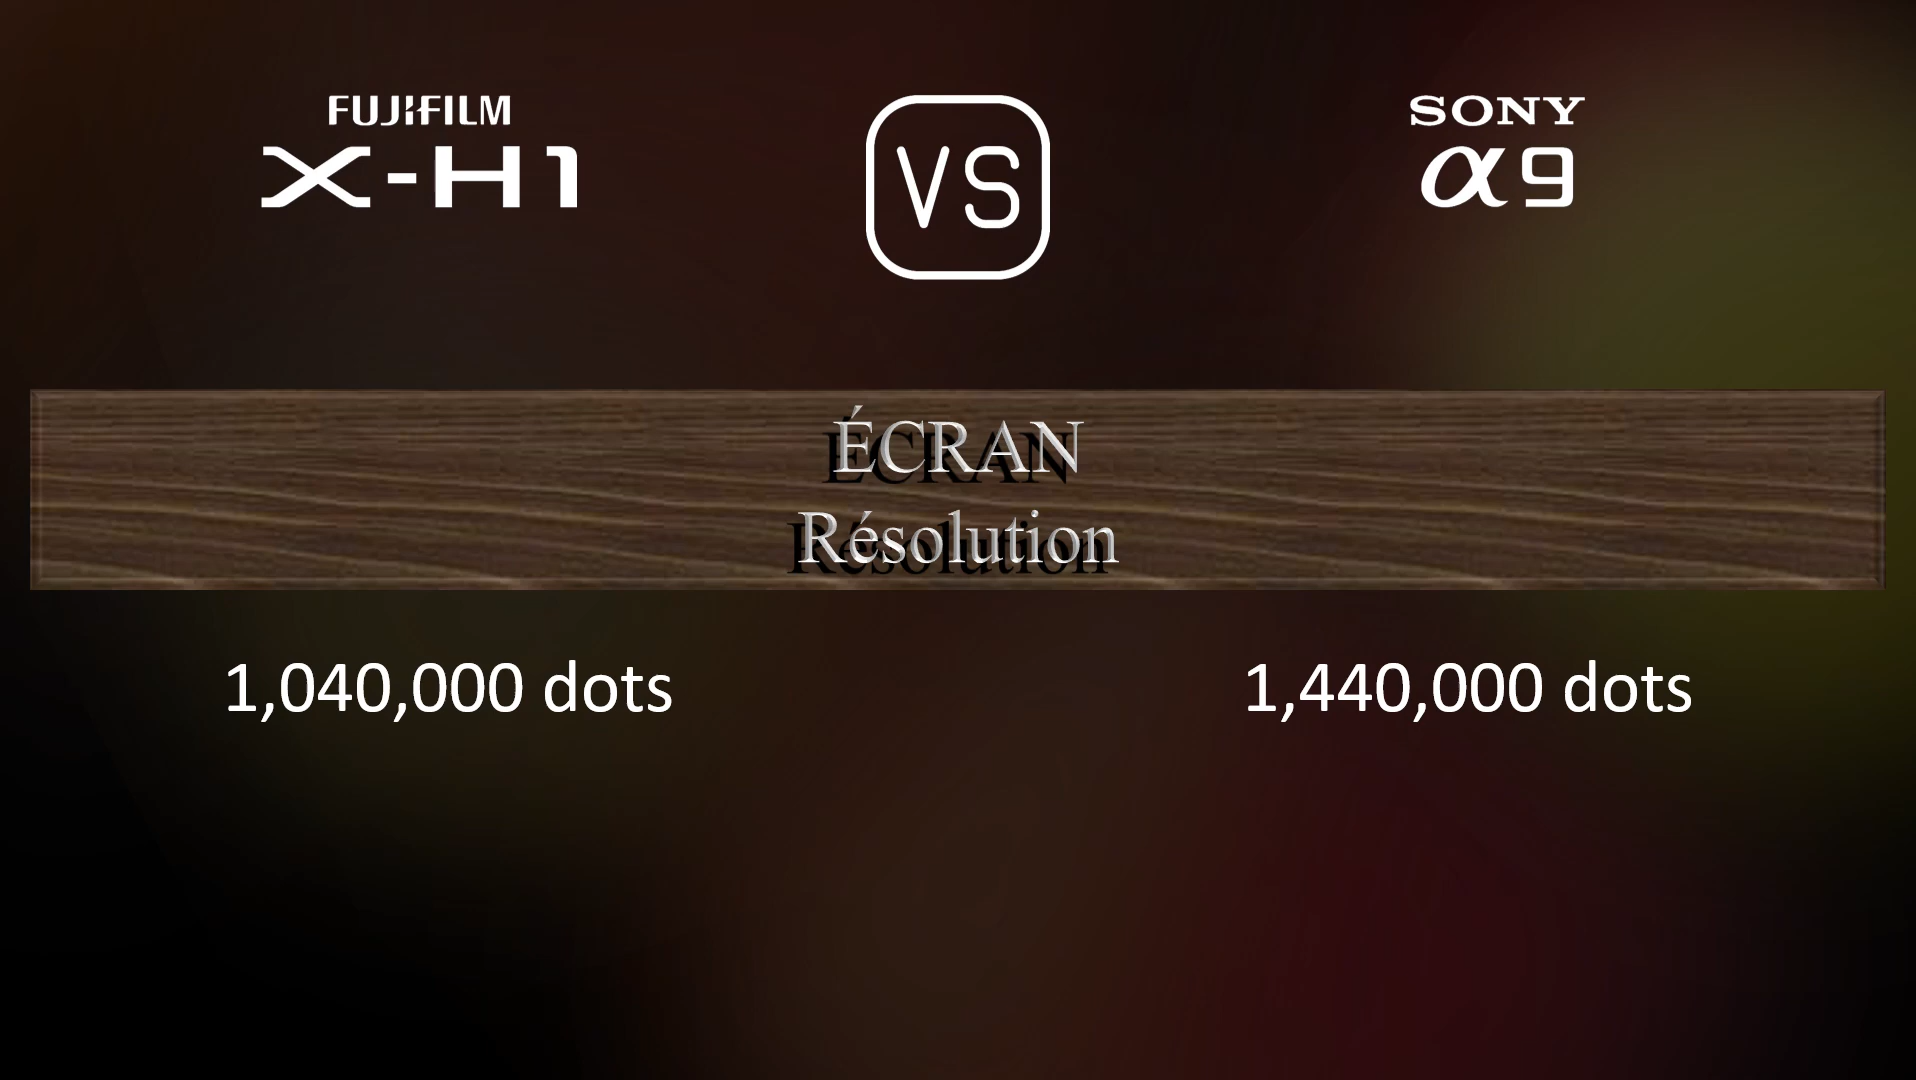 FUJIFILM
X-H1
VS
SONY
α9
ÉCRAN
Résolution
1,040,000 dots
1,440,000 dots